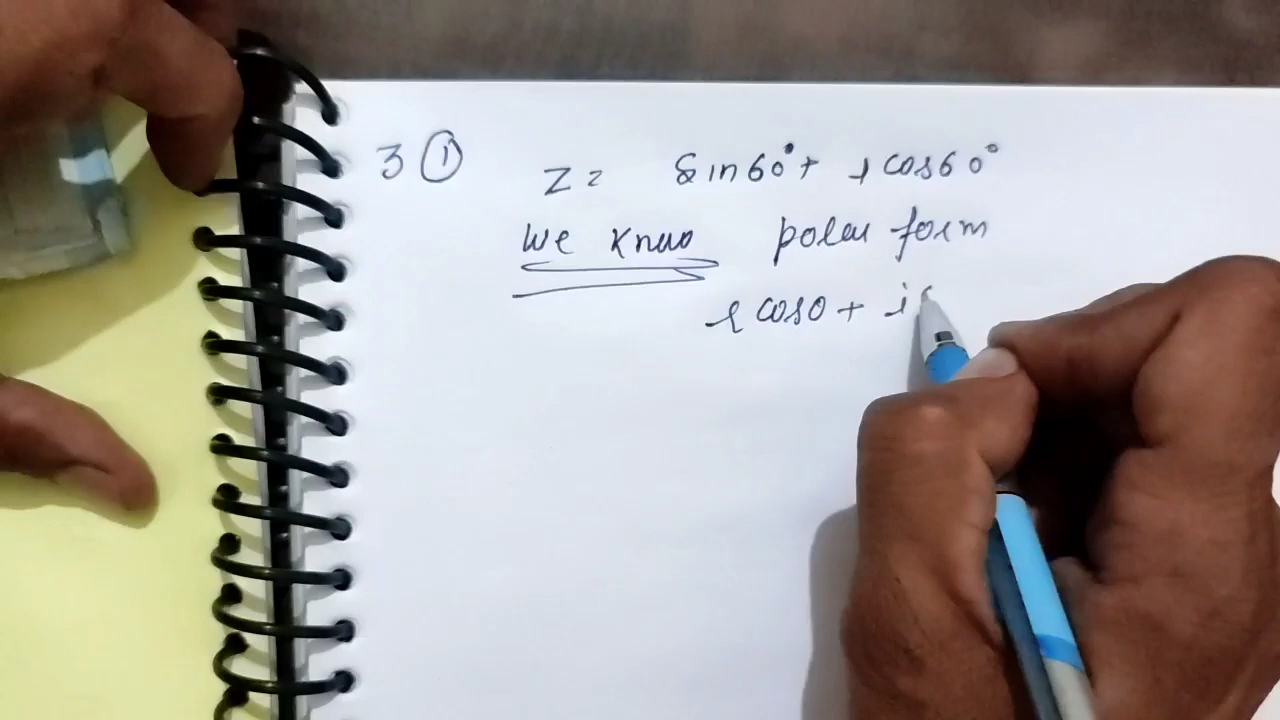 3 ① Z = Sin60° + i cos60°
We know polar form
r cosθ + i